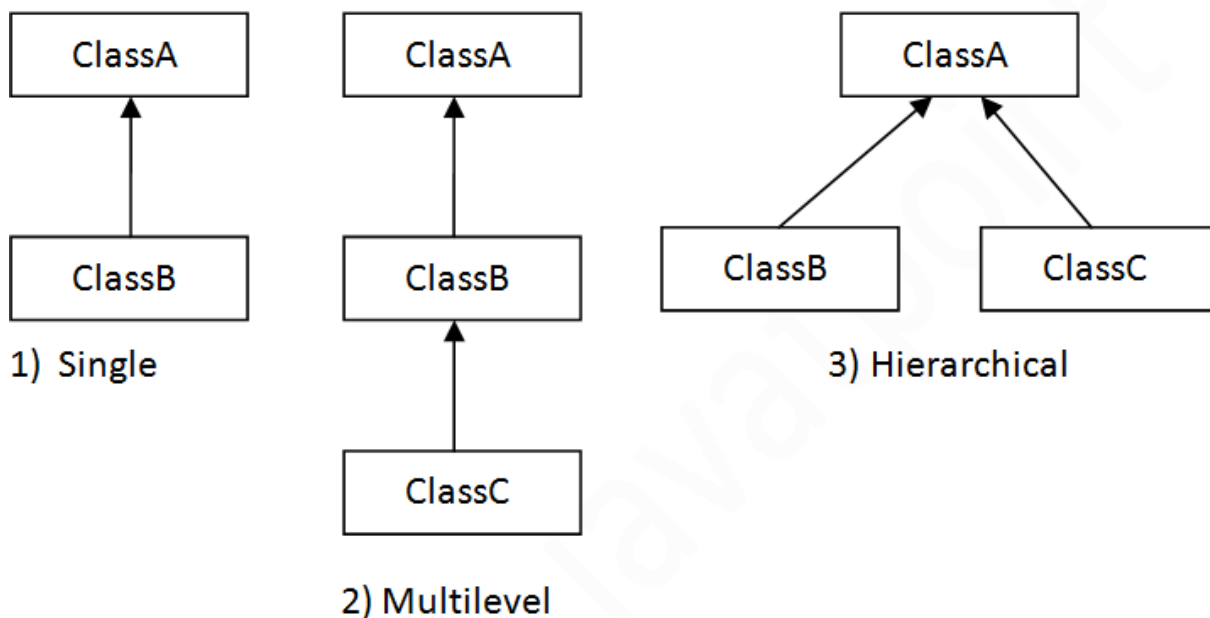 ClassA
ClassB
1) Single
ClassA
ClassB
ClassC
2) Multilevel
ClassA
ClassB
ClassC
3) Hierarchical